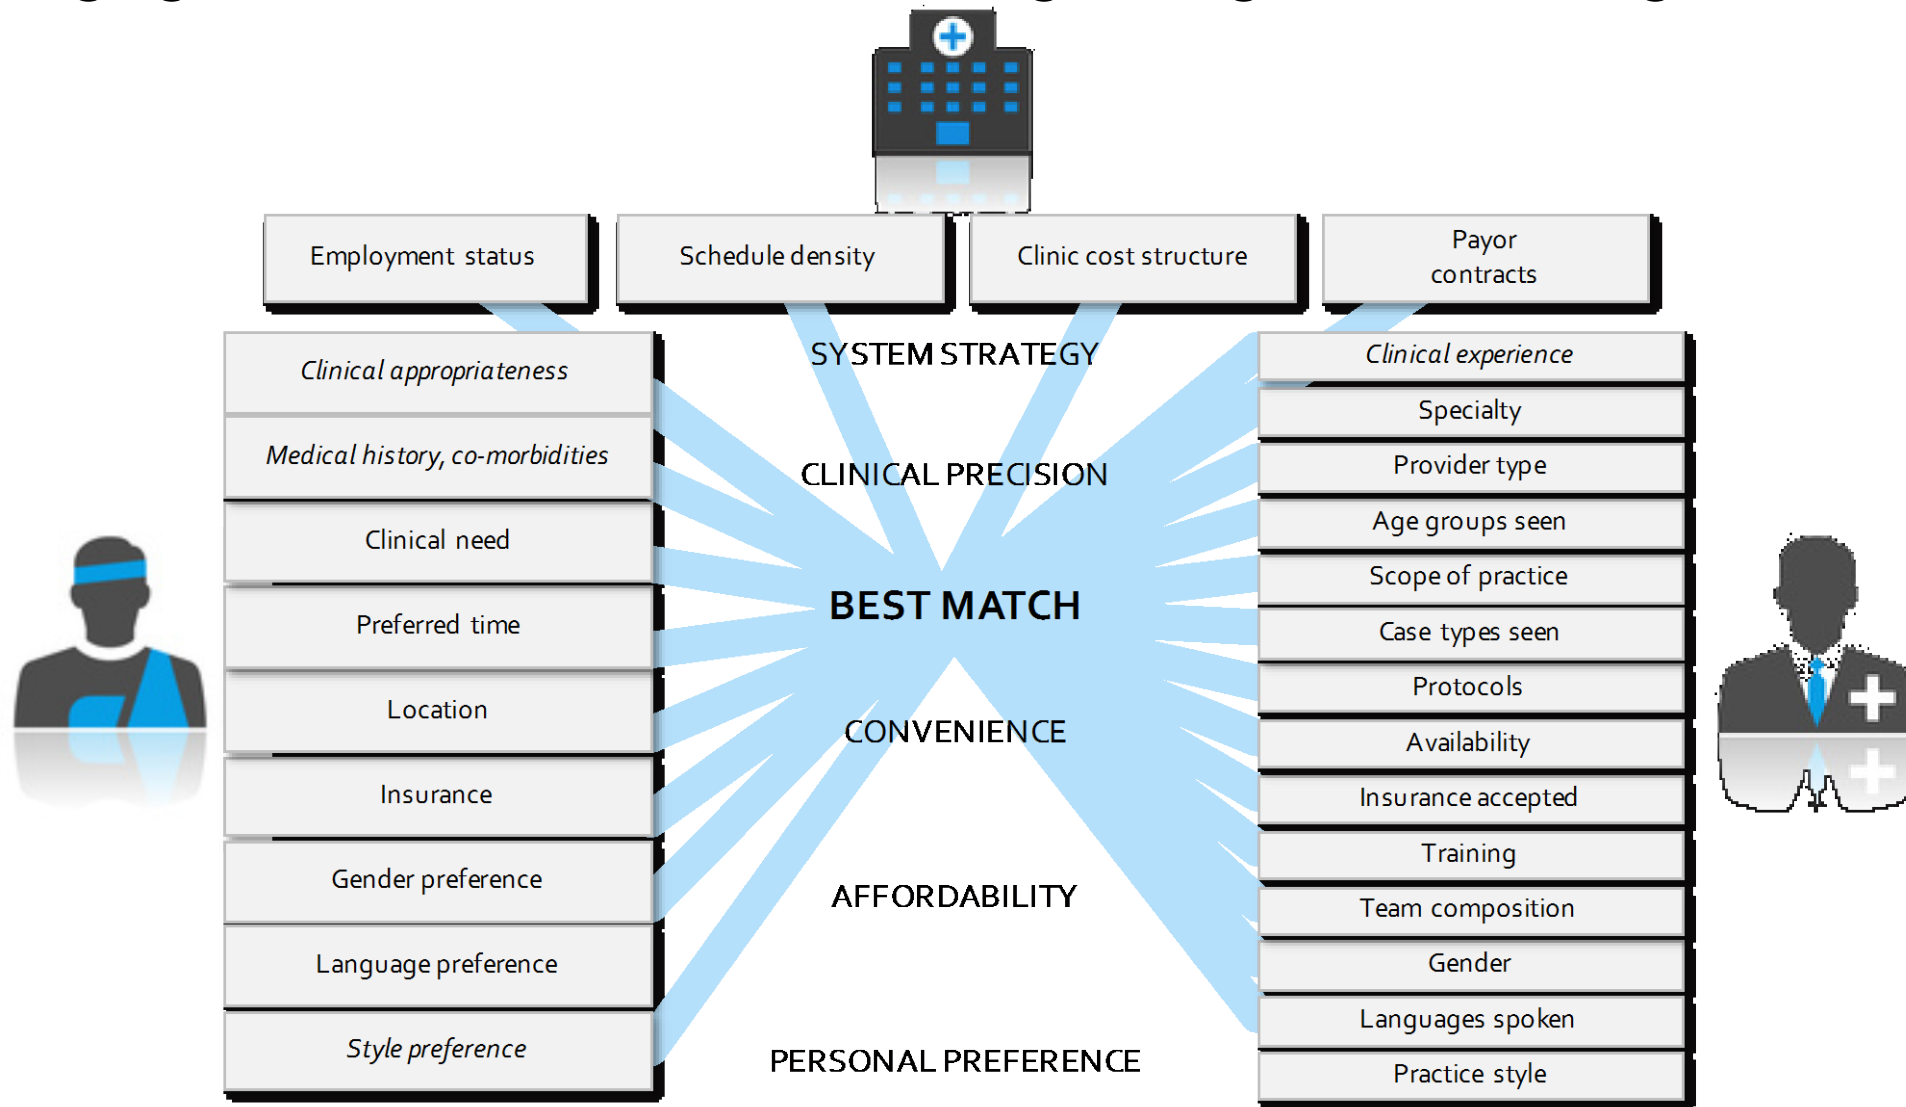 Employment status
Schedule density
Clinic cost structure
Payor
contracts
SYSTEM STRATEGY
CLINICAL PRECISION
BEST MATCH
CONVENIENCE
AFFORDABILITY
PERSONAL PREFERENCE
Clinical appropriateness
Medical history, co-morbidities
Clinical need
Preferred time
Location
Insurance
Gender preference
Language preference
Style preference
Clinical experience
Specialty
Provider type
Age groups seen
Scope of practice
Case types seen
Protocols
Availability
Insurance accepted
Training
Team composition
Gender
Languages spoken
Practice style